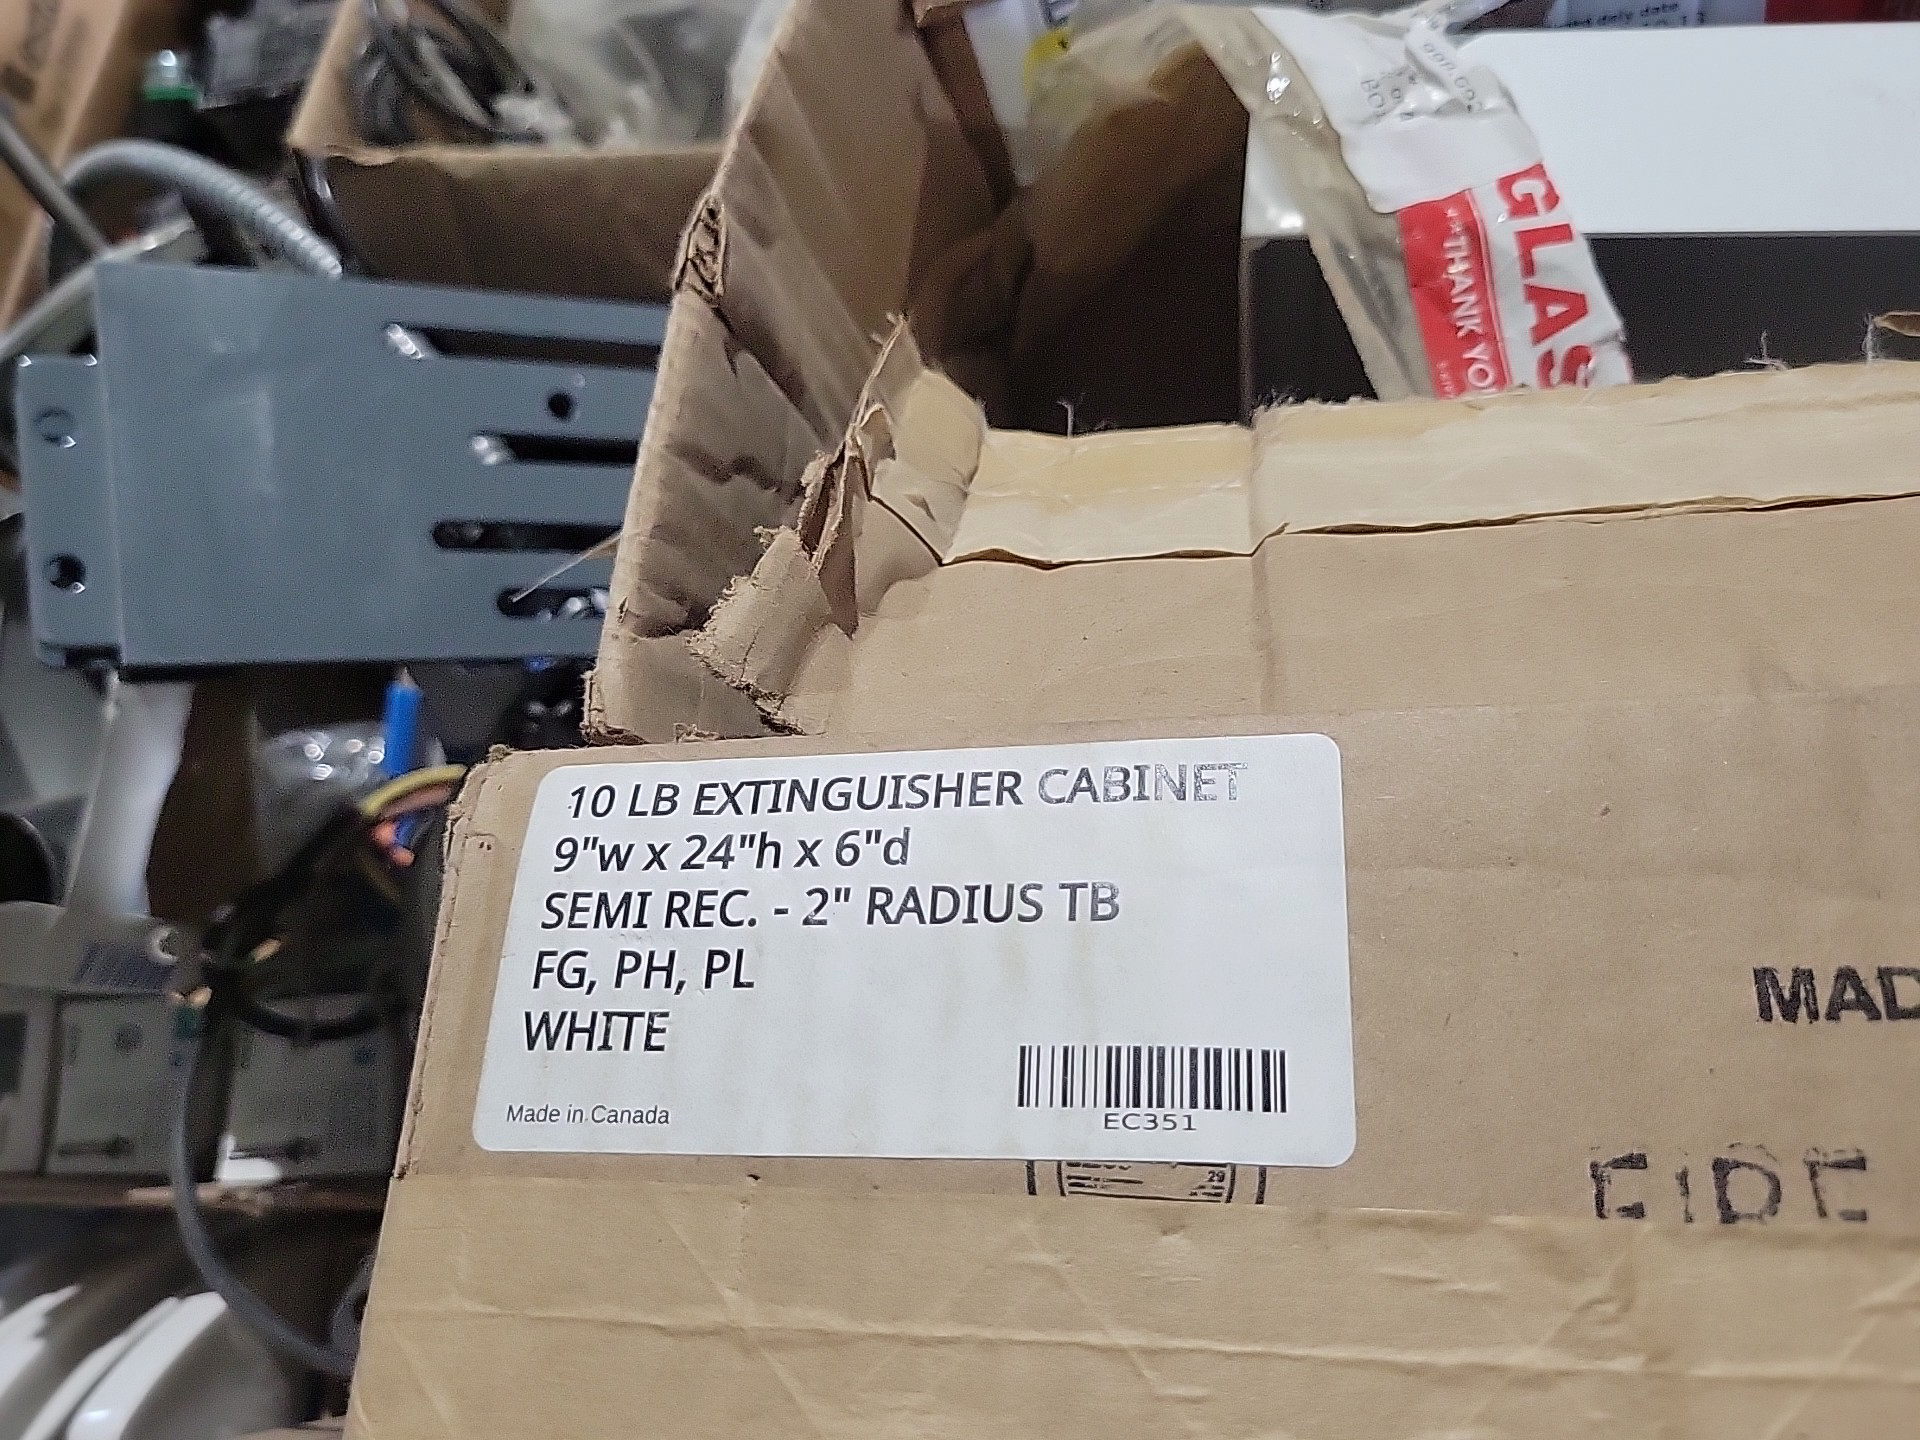 GLAS
THANK YO
10 LB EXTINGUISHER CABINET
9"w x 24"h x 6"d
SEMI REC. - 2" RADIUS TB
FG, PH, PL
WHITE
Made in Canada
EC351
29
MAD